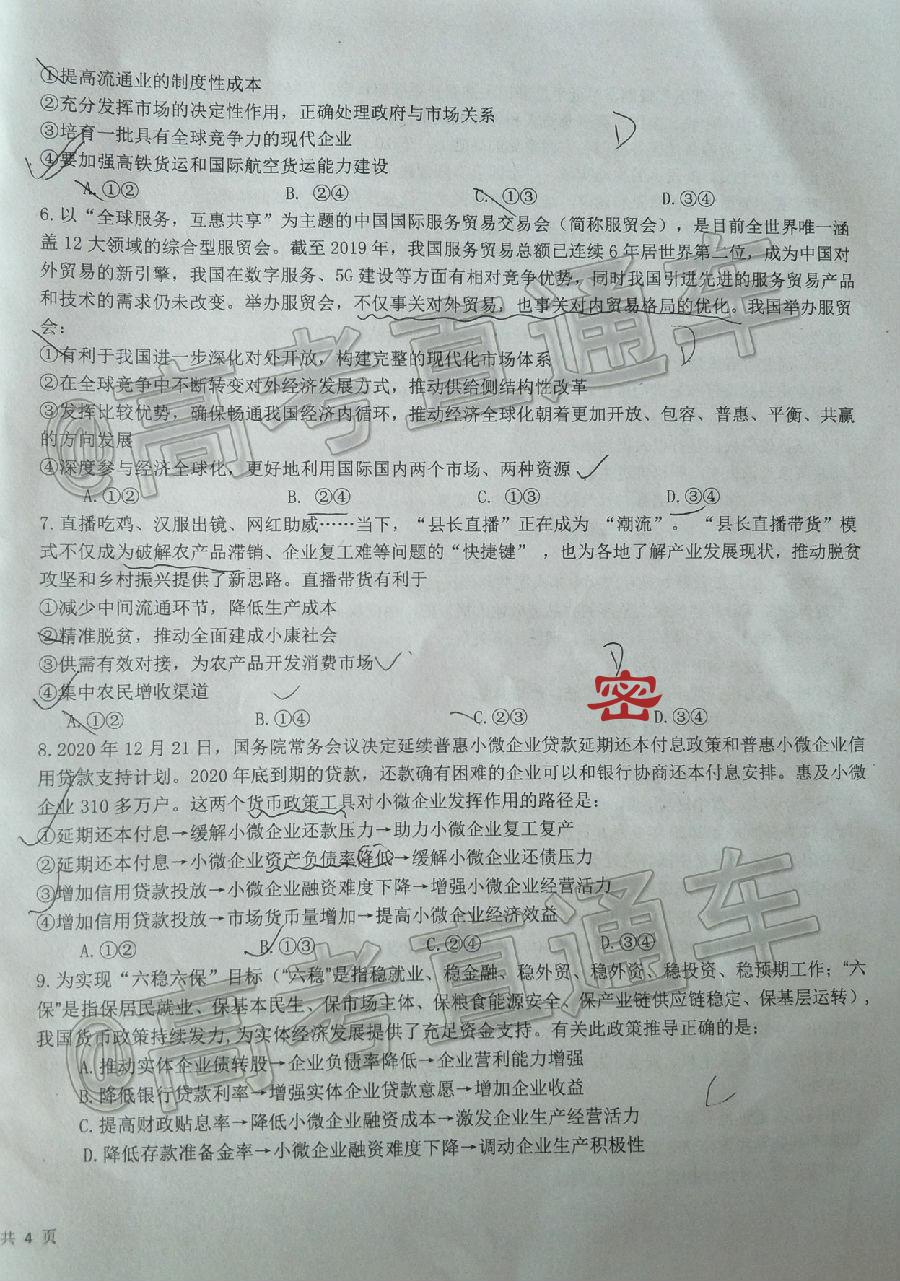 ①提高流通业的制度性成本
②充分发挥市场的决定性作用，正确处理政府与市场关系
③培育一批具有全球竞争力的现代企业
D
④要加强高铁货运和国际航空货运能力建设
A.①② B.②④ C.①③ D.③④
6.以“全球服务，互惠共享”为主题的中国国际服务贸易交易会（简称服贸会），是目前全世界唯一涵
盖12大领域的综合型服贸会。截至2019年，我国服务贸易总额已连续6年居世界第二位，成为中国对
外贸易的新引擎，我国在数字服务、5G建设等方面有相对竞争优势，同时我国引进先进的服务贸易产品
和技术的需求仍未改变。举办服贸会，不仅事关对外贸易，也事关对内贸易格局的优化。我国举办服贸
会：
D
①有利于我国进一步深化对外开放，构建完整的现代化市场体系
②在全球竞争中不断转变对外经济发展方式，推动供给侧结构性改革
③发挥比较优势，确保畅通我国经济内循环，推动经济全球化朝着更加开放、包容、普惠、平衡、共赢
的方向发展
④深度参与经济全球化，更好地利用国际国内两个市场、两种资源
A.①② B.②④ C.①③ D.③④
7.直播吃鸡、汉服出镜、网红助威……当下，“县长直播”正在成为 “潮流”。“县长直播带货”模
式不仅成为破解农产品滞销、企业复工难等问题的“快捷键” ，也为各地了解产业发展现状，推动脱贫
攻坚和乡村振兴提供了新思路。直播带货有利于
①减少中间流通环节，降低生产成本
②精准脱贫，推动全面建成小康社会
③供需有效对接，为农产品开发消费市场
D
④集中农民增收渠道
密
A.①② B.①④ C.②③ D.③④
8.2020年12月21日，国务院常务会议决定延续普惠小微企业贷款延期还本付息政策和普惠小微企业信
用贷款支持计划。2020年底到期的贷款，还款确有困难的企业可以和银行协商还本付息安排。惠及小微
企业310多万户。这两个货币政策工具对小微企业发挥作用的路径是：
①延期还本付息→缓解小微企业还款压力→助力小微企业复工复产
②延期还本付息→小微企业资产负债率降低→缓解小微企业还债压力
③增加信用贷款投放→小微企业融资难度下降→增强小微企业经营活力
④增加信用贷款投放→市场货币量增加→提高小微企业经济效益
A.①② B.①③ C.②④ D.③④
9.为实现“六稳六保”目标（“六稳”是指稳就业、稳金融、稳外贸、稳外资、稳投资、稳预期工作；“六
保”是指保居民就业、保基本民生、保市场主体、保粮食能源安全、保产业链供应链稳定、保基层运转），
我国货币政策持续发力,为实体经济发展提供了充足资金支持。有关此政策推导正确的是：
A.推动实体企业债转股→企业负债率降低→企业营利能力增强
B.降低银行贷款利率→增强实体企业贷款意愿→增加企业收益
C
C.提高财政贴息率→降低小微企业融资成本→激发企业生产经营活力
D.降低存款准备金率→小微企业融资难度下降→调动企业生产积极性
共 4 页
@高考直通车
@高考直通车